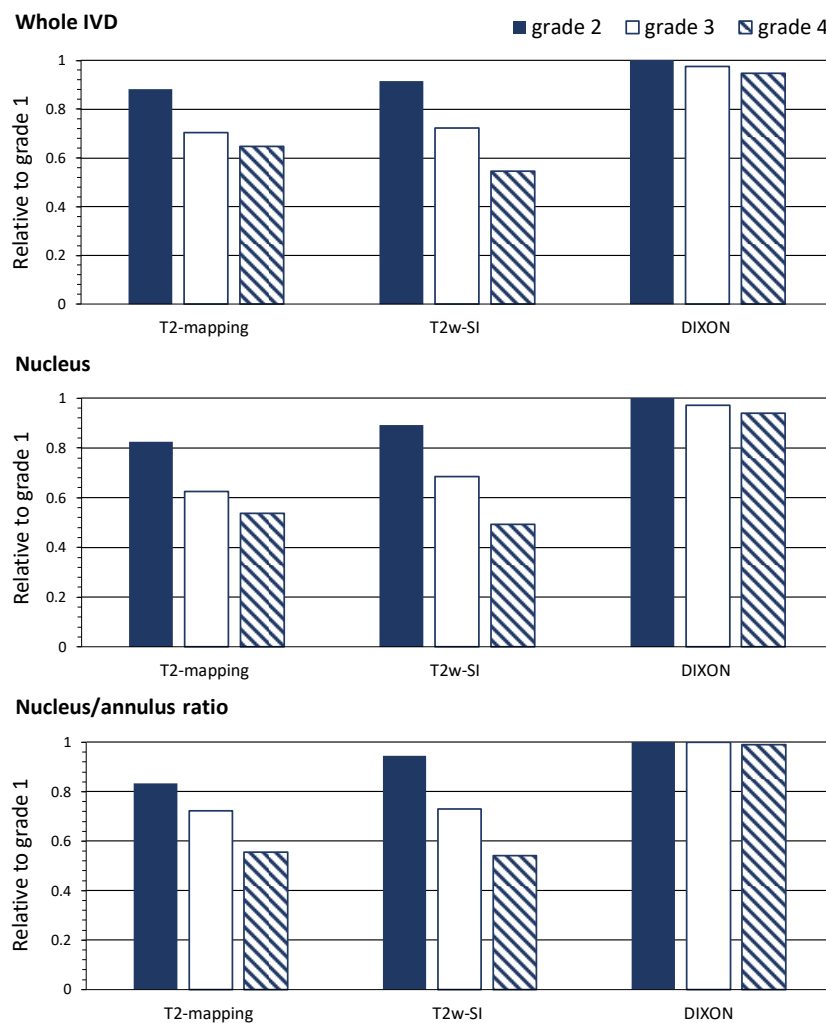 Whole IVD
grade 2 grade 3 grade 4
Relative to grade 1
1
0.8
0.6
0.4
0.2
0
T2-mapping T2w-SI DIXON
Nucleus
Relative to grade 1
1
0.8
0.6
0.4
0.2
0
T2-mapping T2w-SI DIXON
Nucleus/annulus ratio
Relative to grade 1
1
0.8
0.6
0.4
0.2
0
T2-mapping T2w-SI DIXON